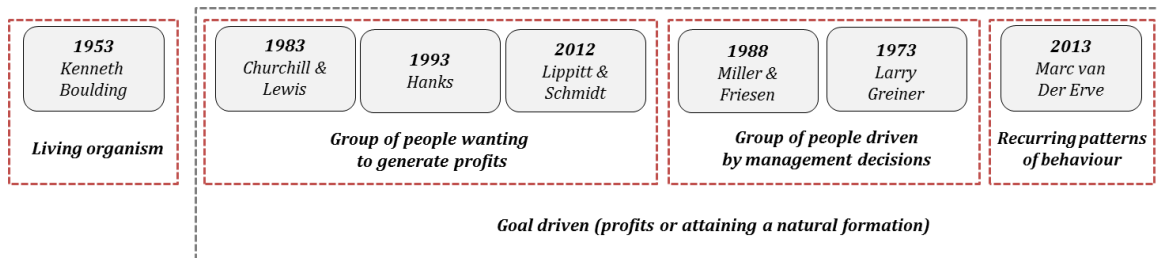 1953
Kenneth
Boulding
Living organism
1983
Churchill &
Lewis
1993
Hanks
2012
Lippitt &
Schmidt
Group of people wanting
to generate profits
1988
Miller &
Friesen
1973
Larry
Greiner
Group of people driven
by management decisions
2013
Marc van
Der Erve
Recurring patterns
of behaviour
Goal driven (profits or attaining a natural formation)